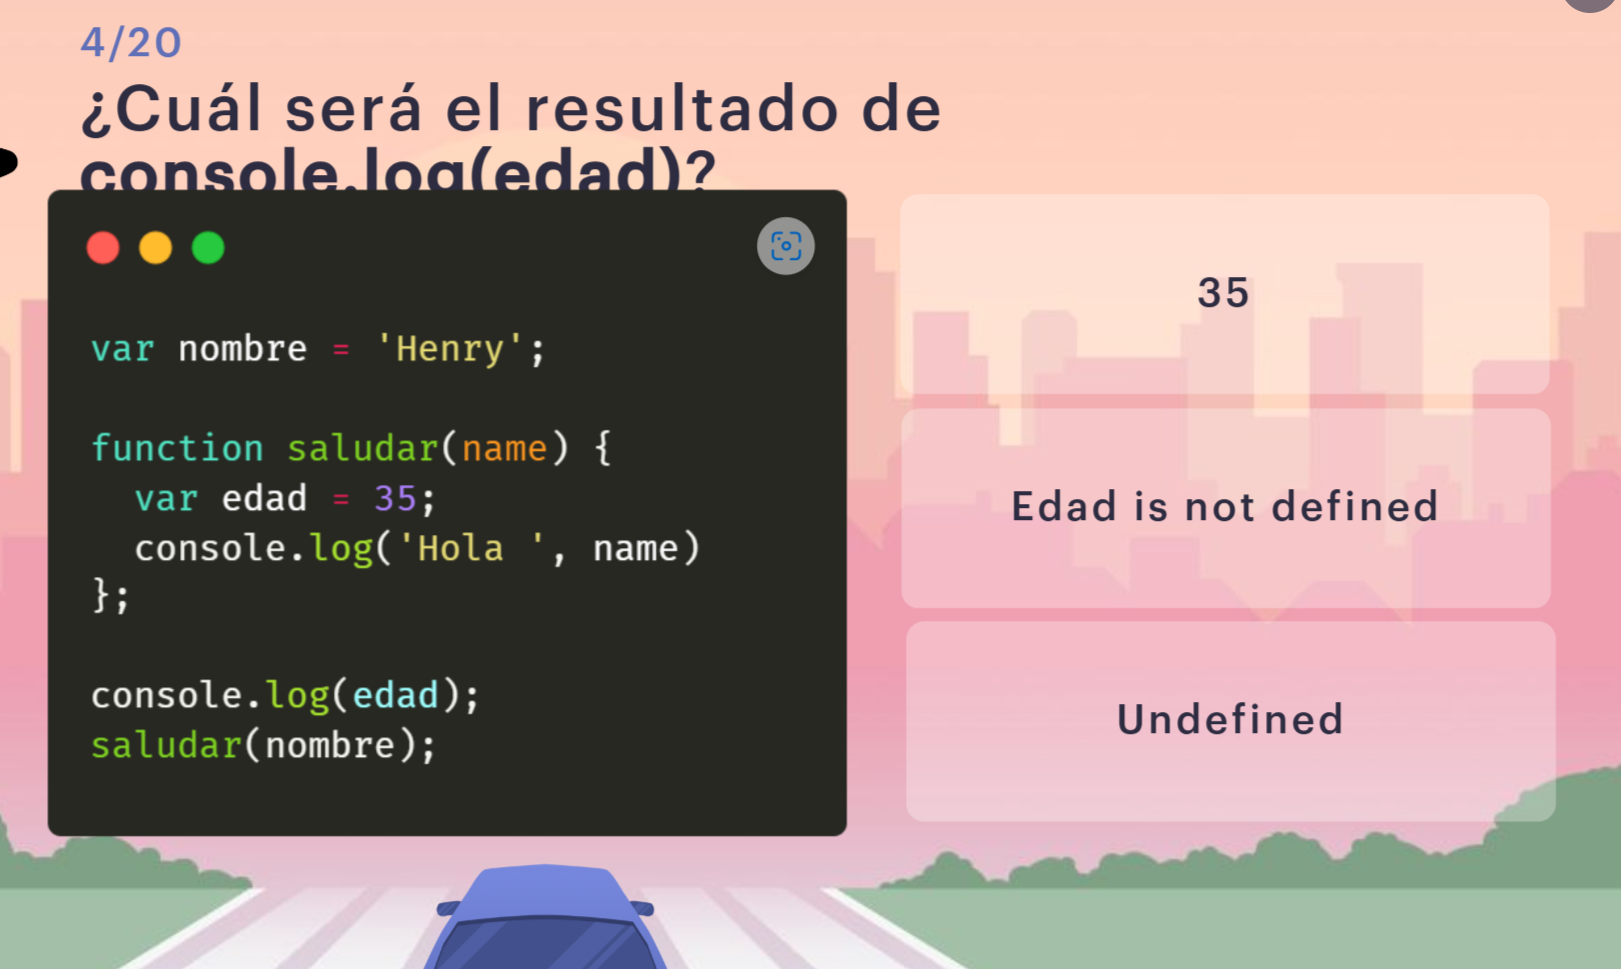 4/20
¿Cuál será el resultado de
console.log(edad)?
var nombre = 'Henry';
function saludar(name) {
  var edad = 35;
  console.log('Hola ', name)
};
console.log(edad);
saludar(nombre);
35
Edad is not defined
Undefined